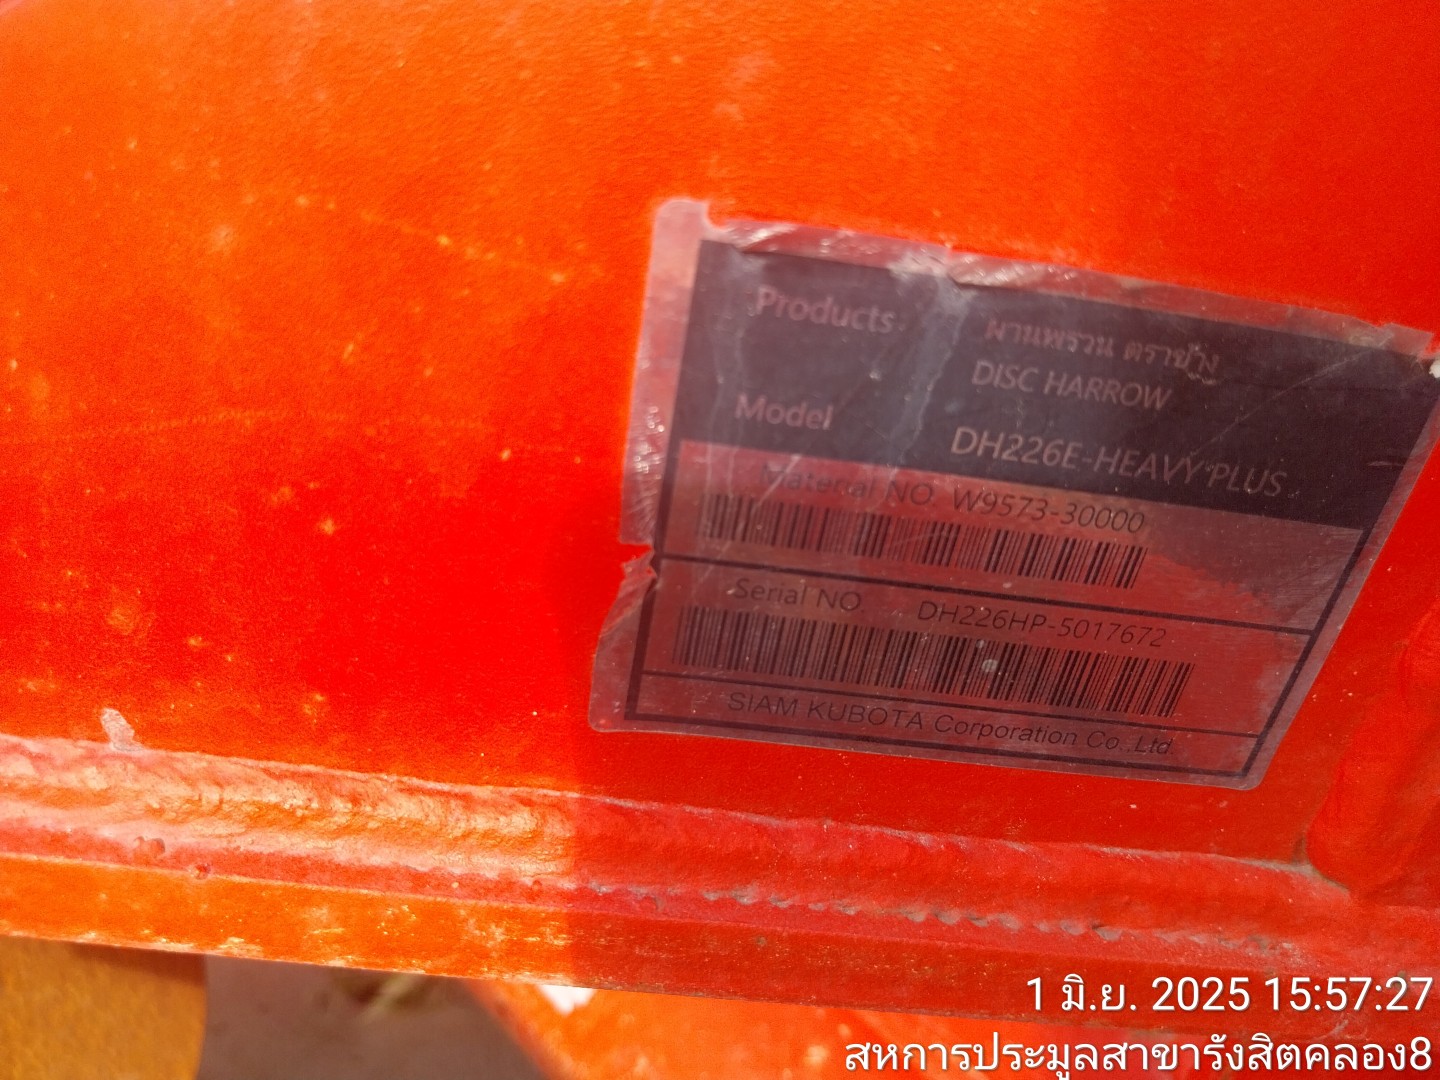 Products ผานพรวน ตราช้าง
DISC HARROW
Model DH226E-HEAVY PLUS
Material NO. W9573-30000
Serial NO. DH226HP-5017672
SIAM KUBOTA Corporation Co.,Ltd.
1 มิ.ย. 2025 15:57:27
สหการประมูลสาขารังสิตคลอง8